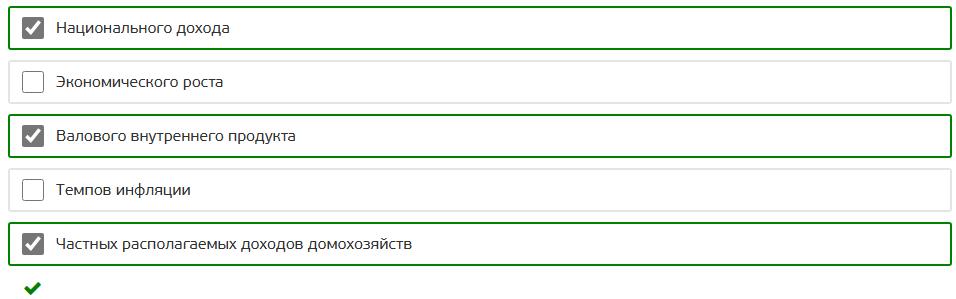 Национального дохода
Экономического роста
Валового внутреннего продукта
Темпов инфляции
Частных располагаемых доходов домохозяйств